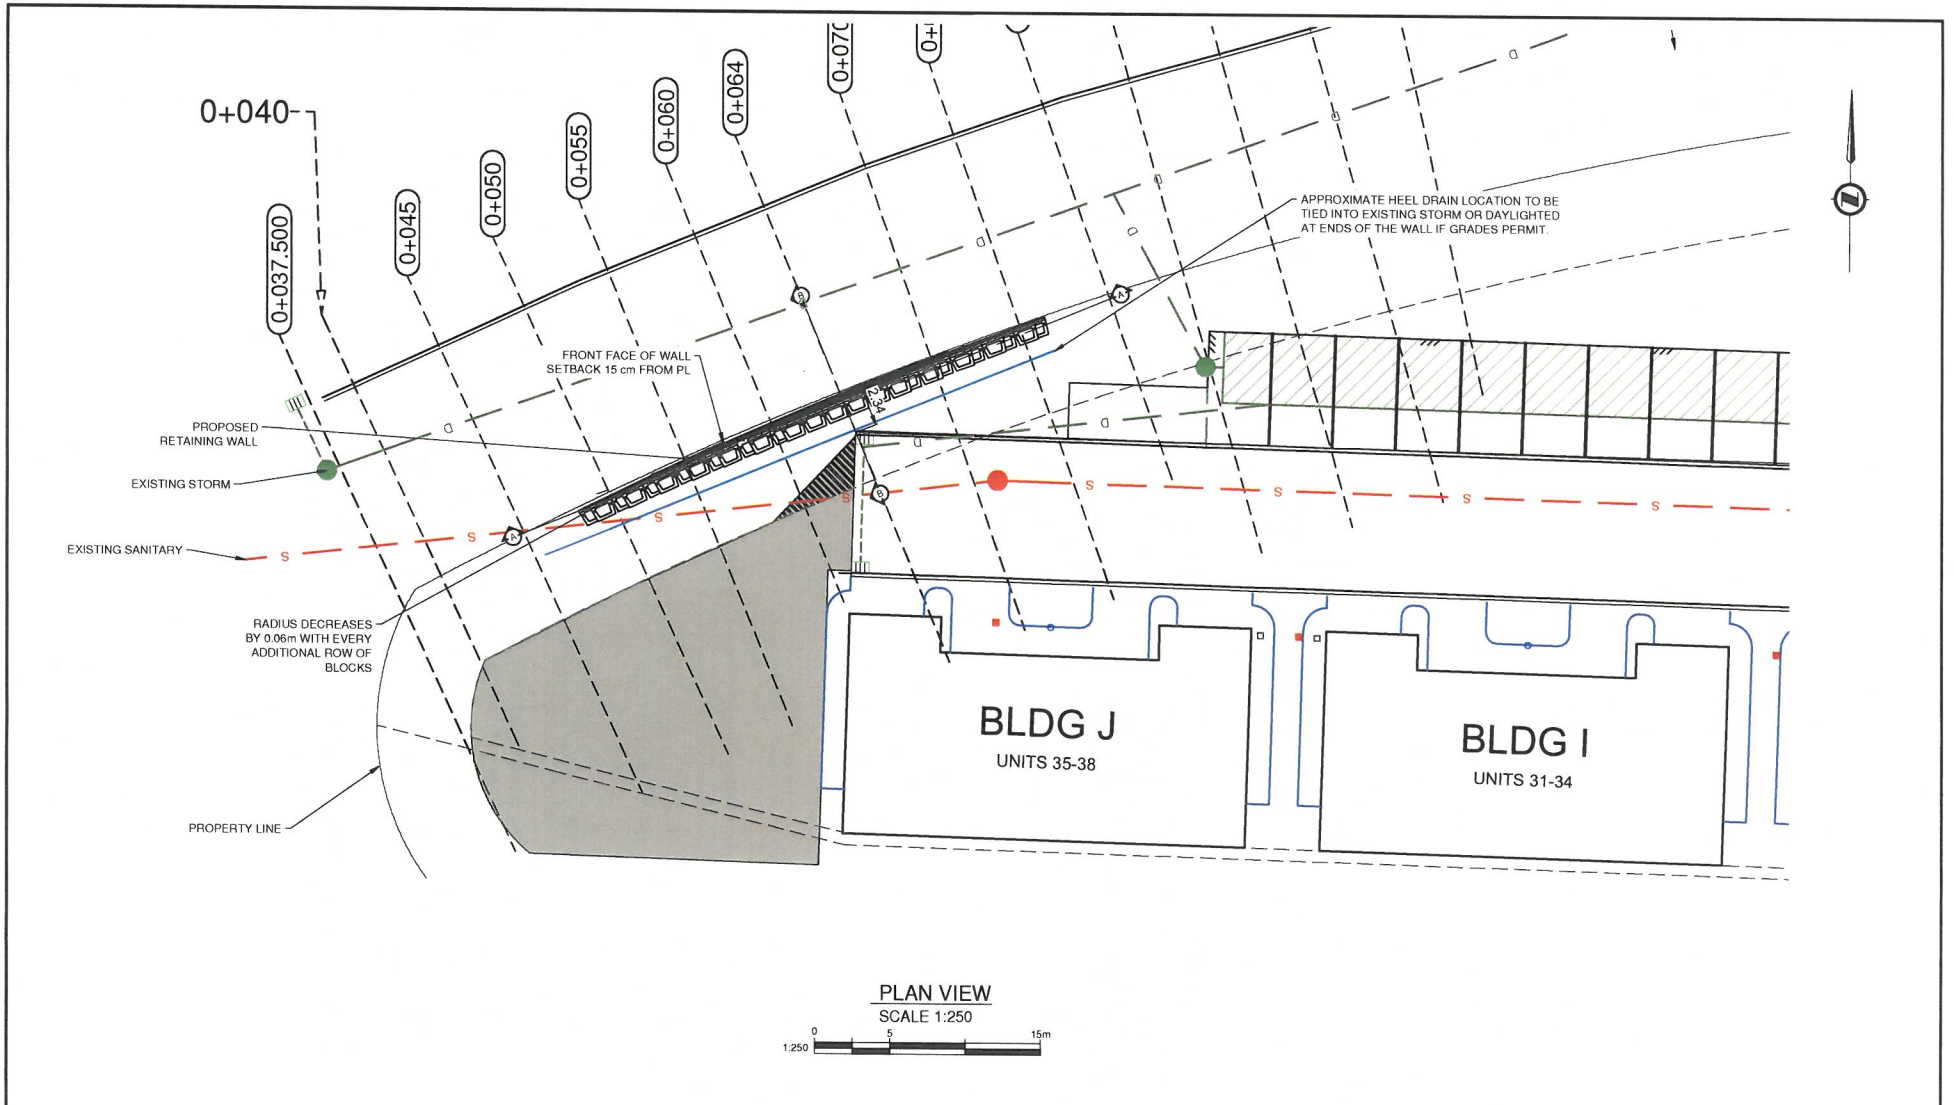 0+040
0+037.500
0+045
0+050
0+055
0+060
0+064
0+070
APPROXIMATE HEEL DRAIN LOCATION TO BE
TIED INTO EXISTING STORM OR DAYLIGHTED
AT ENDS OF THE WALL IF GRADES PERMIT.
D
D
D
D
D
D
D
D
B
A
FRONT FACE OF WALL
SETBACK 15 cm FROM PL
2.34
PROPOSED
RETAINING WALL
EXISTING STORM
EXISTING SANITARY
S
S
S
S
S
S
S
S
A
B
RADIUS DECREASES
BY 0.06m WITH EVERY
ADDITIONAL ROW OF
BLOCKS
PROPERTY LINE
BLDG J
UNITS 35-38
BLDG I
UNITS 31-34
PLAN VIEW
SCALE 1:250
0
5
15m
1:250